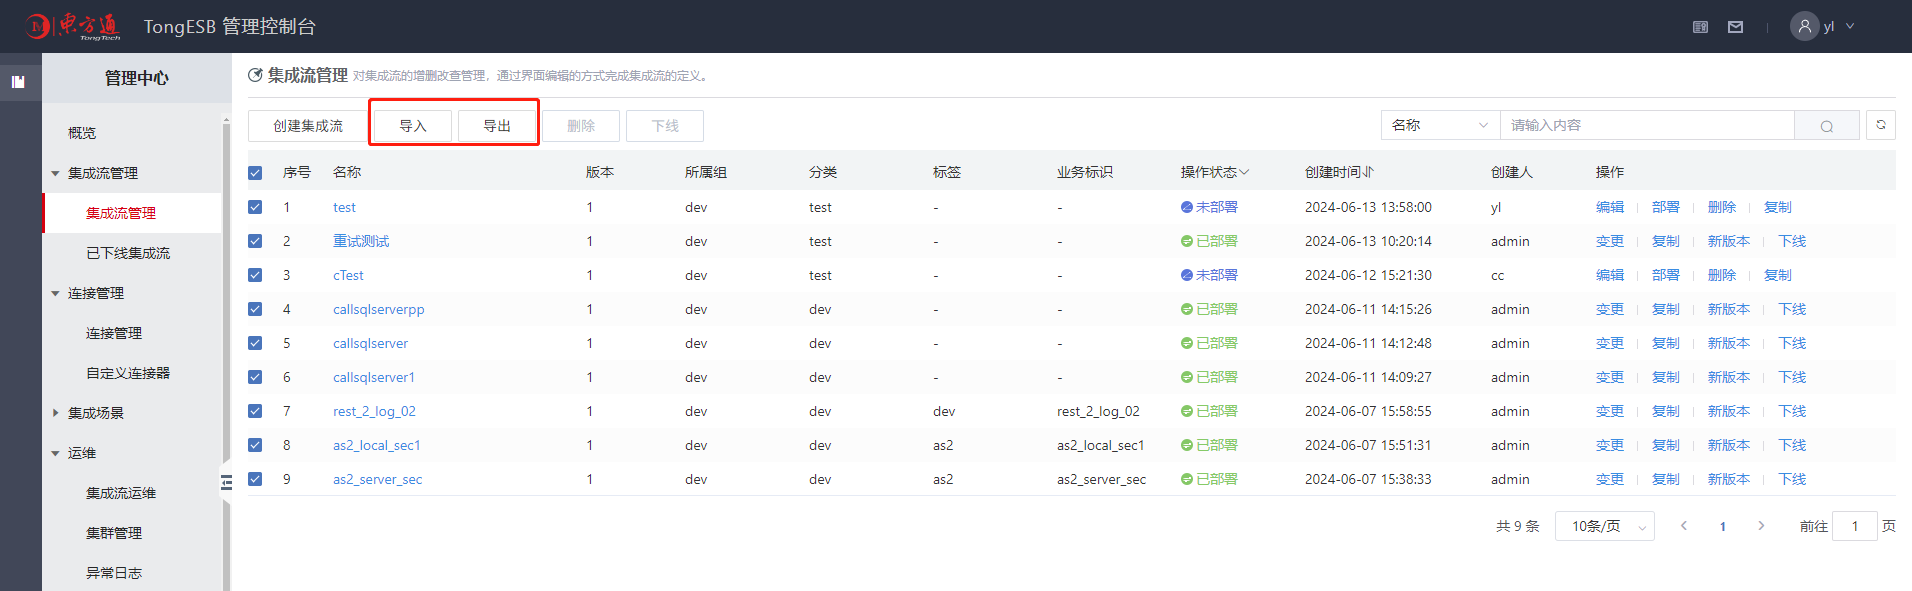 东方通 TongTech TongESB 管理控制台 yl
管理中心
概览
集成流管理
集成流管理
已下线集成流
连接管理
连接管理
自定义连接器
集成场景
运维
集成流运维
集群管理
异常日志
集成流管理 对集成流的增删改查管理，通过界面编辑的方式完成集成流的定义。
创建集成流 导入 导出 删除 下线 名称 请输入内容
序号 名称 版本 所属组 分类 标签 业务标识 操作状态 创建时间 创建人 操作
1 test 1 dev test - - 未部署 2024-06-13 13:58:00 yl 编辑 部署 删除 复制
2 重试测试 1 dev test - - 已部署 2024-06-13 10:20:14 admin 变更 复制 新版本 下线
3 cTest 1 dev test - - 未部署 2024-06-12 15:21:30 cc 编辑 部署 删除 复制
4 callsqlserverpp 1 dev dev - - 已部署 2024-06-11 14:15:26 admin 变更 复制 新版本 下线
5 callsqlserver 1 dev dev - - 已部署 2024-06-11 14:12:48 admin 变更 复制 新版本 下线
6 callsqlserver1 1 dev dev - - 已部署 2024-06-11 14:09:27 admin 变更 复制 新版本 下线
7 rest_2_log_02 1 dev dev dev rest_2_log_02 已部署 2024-06-07 15:58:55 admin 变更 复制 新版本 下线
8 as2_local_sec1 1 dev dev as2 as2_local_sec1 已部署 2024-06-07 15:51:31 admin 变更 复制 新版本 下线
9 as2_server_sec 1 dev dev as2 as2_server_sec 已部署 2024-06-07 15:38:33 admin 变更 复制 新版本 下线
共 9 条 10条/页 1 前往 1 页